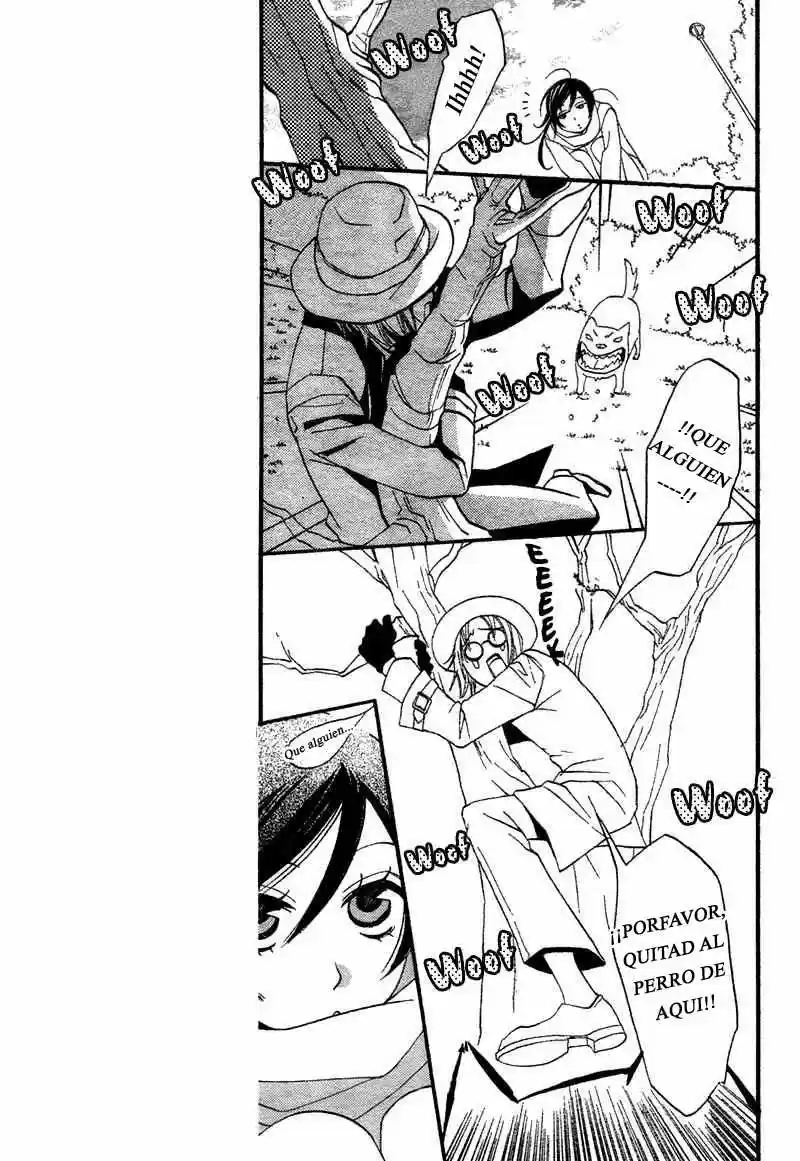 Woof
Ihhhh!
Woof
Woof
Woof
Woof
Woof
!!QUE
ALGUIEN
----!!
EEEEEK
Que alguien...
Woof
Woof
Woof
¡¡PORFAVOR,
QUITAD AL
PERRO DE
AQUI!!